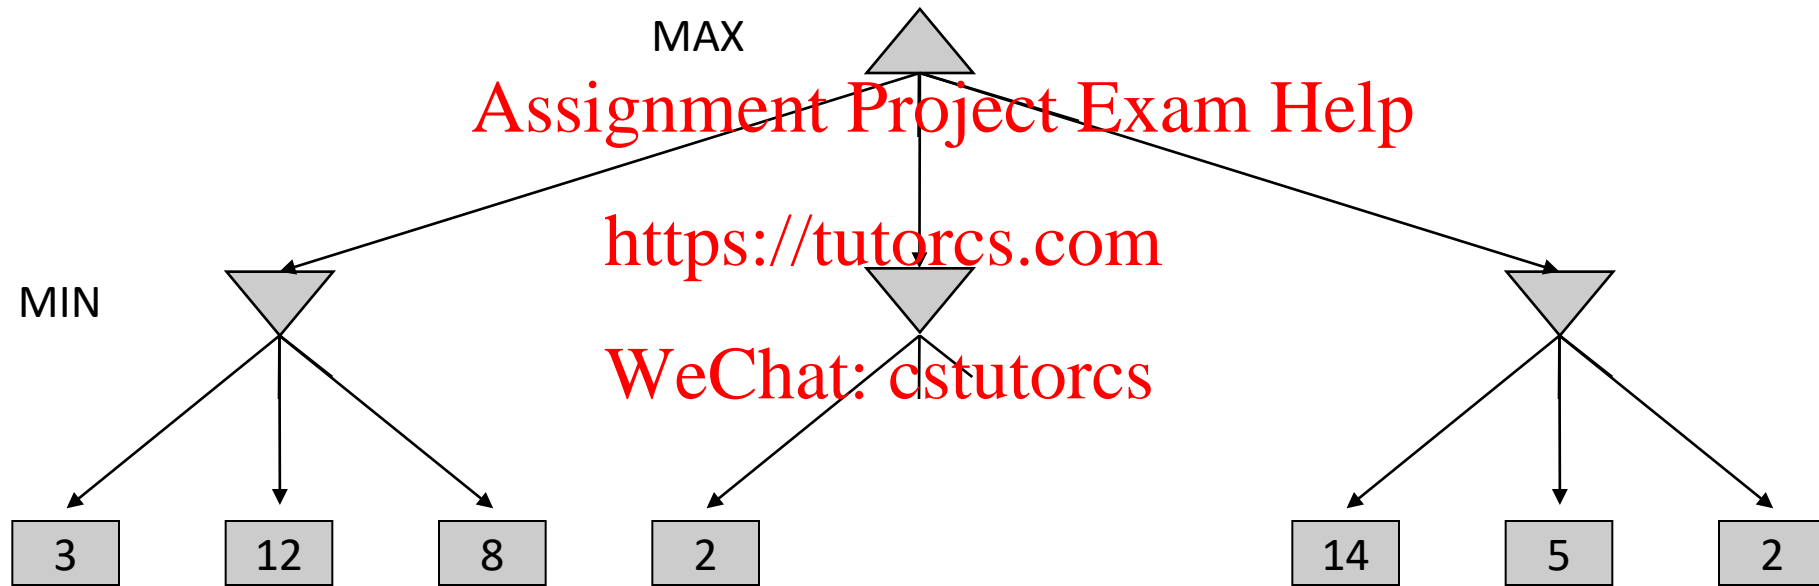 MAX
Assignment Project Exam Help
https://tutorcs.com
MIN
WeChat: cstutorcs
3 12 8 2 14 5 2